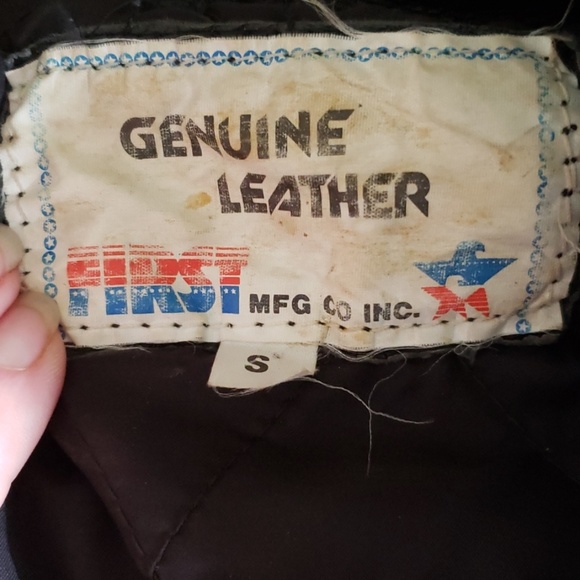 GENUINE
LEATHER
FIRST MFG CO INC.
S